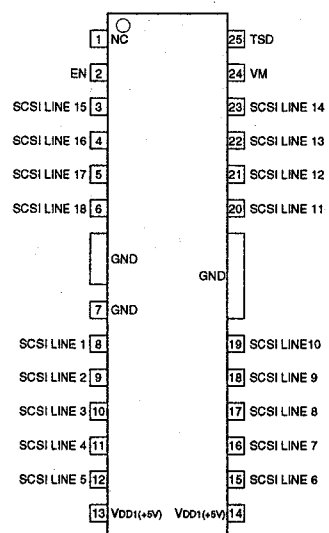 1 NC 25 TSD
EN 2 24 VM
SCSI LINE 15 3 23 SCSI LINE 14
SCSI LINE 16 4 22 SCSI LINE 13
SCSI LINE 17 5 21 SCSI LINE 12
SCSI LINE 18 6 20 SCSI LINE 11
GND
GND
7 GND
SCSI LINE 1 8 19 SCSI LINE10
SCSI LINE 2 9 18 SCSI LINE 9
SCSI LINE 3 10 17 SCSI LINE 8
SCSI LINE 4 11 16 SCSI LINE 7
SCSI LINE 5 12 15 SCSI LINE 6
13 VDD1(+5V) VDD1(+5V) 14